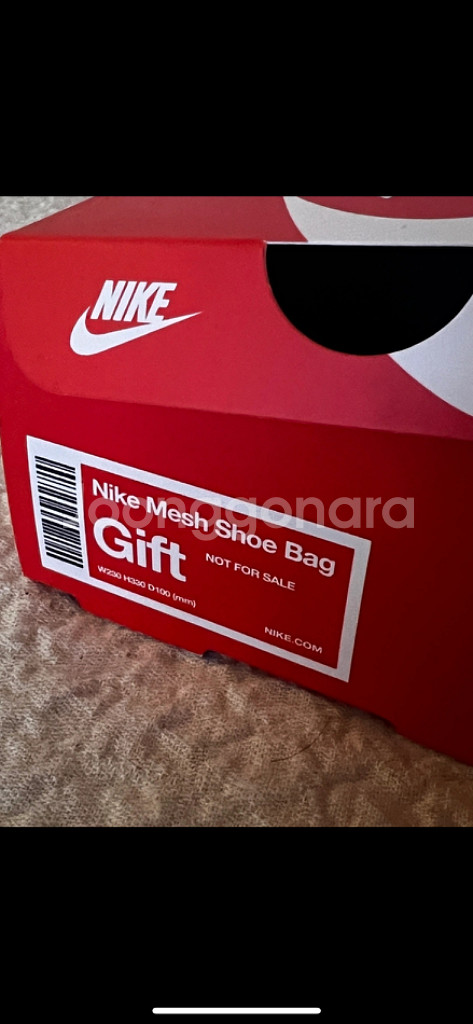 NIKE
Nike Mesh Shoe Bag
Gift
NOT FOR SALE
W230 H330 D100 (mm)
NIKE.COM
Joonggonara